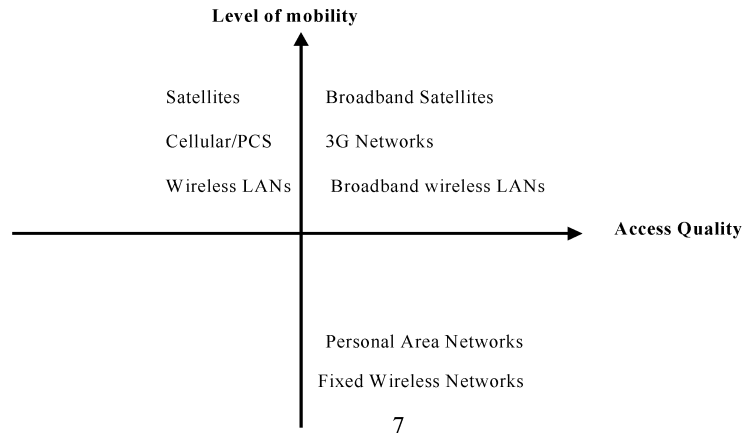 Level of mobility
Satellites Broadband Satellites
Cellular/PCS 3G Networks
Wireless LANs Broadband wireless LANs
Access Quality
Personal Area Networks
Fixed Wireless Networks
7